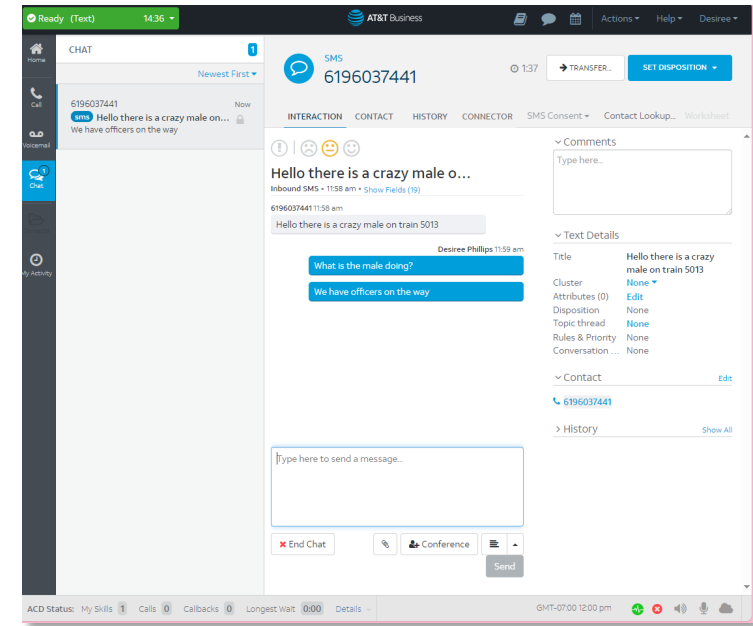 Ready (Text) 14:36
AT&T Business
Actions Help Desiree
Home
Call
Voicemail
Chat 1
My Activity
CHAT 1
Newest First
6196037441 Now
sms Hello there is a crazy male on...
We have officers on the way
SMS
6196037441
1:37
TRANSFER...
SET DISPOSITION
INTERACTION CONTACT HISTORY CONNECTOR SMS Consent Contact Lookup... Worksheet
Hello there is a crazy male o...
Inbound SMS • 11:58 am • Show Fields (19)
6196037441 11:58 am
Hello there is a crazy male on train 5013
Desiree Phillips 11:59 am
What is the male doing?
We have officers on the way
Type here to send a message...
End Chat
Conference
Send
Comments
Type here...
Text Details
Title Hello there is a crazy
male on train 5013
Cluster None
Attributes (0) Edit
Disposition None
Topic thread None
Rules & Priority None
Conversation ... None
Contact Edit
6196037441
History Show All
ACD Status: My Skills 1 Calls 0 Callbacks 0 Longest Wait 0:00 Details
GMT-07:00 12:00 pm